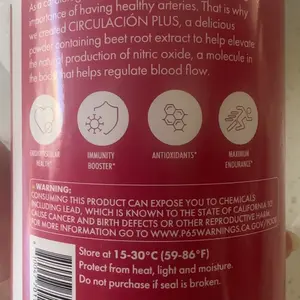 As a cardiolog
importance of having healthy arteries. That is why
we created CIRCULACIÓN PLUS, a delicious
powder containing beet root extract to help elevate
the natural production of nitric oxide, a molecule in
the body that helps regulate blood flow.
CARDIOVASCULAR
HEALTH*
IMMUNITY
BOOSTER*
ANTIOXIDANTS*
MAXIMUM
ENDURANCE*
WARNING:
CONSUMING THIS PRODUCT CAN EXPOSE YOU TO CHEMICALS
INCLUDING LEAD, WHICH IS KNOWN TO THE STATE OF CALIFORNIA TO
CAUSE CANCER AND BIRTH DEFECTS OR OTHER REPRODUCTIVE HARM.
FOR MORE INFORMATION GO TO WWW.P65WARNINGS.CA.GOV/FOOD.
Store at 15-30°C (59-86°F)
Protect from heat, light and moisture.
Do not purchase if seal is broken.